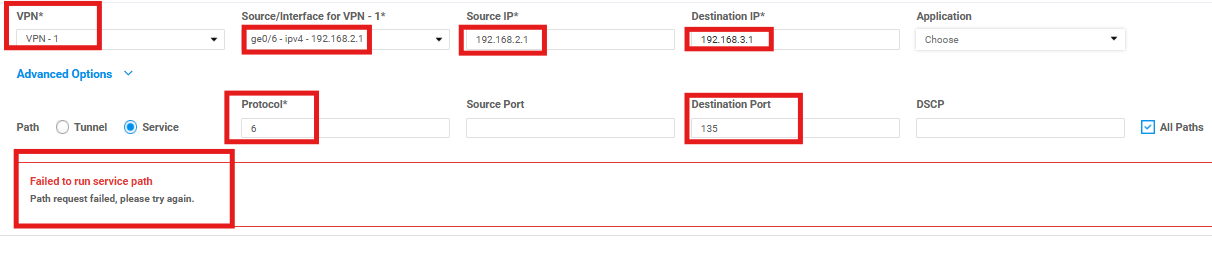 VPN* Source/Interface for VPN - 1* Source IP* Destination IP* Application
VPN - 1 ge0/6 - ipv4 - 192.168.2.1 192.168.2.1 192.168.3.1 Choose
Advanced Options
Protocol* Source Port Destination Port DSCP
Path Tunnel Service 6 135 All Paths
Failed to run service path
Path request failed, please try again.